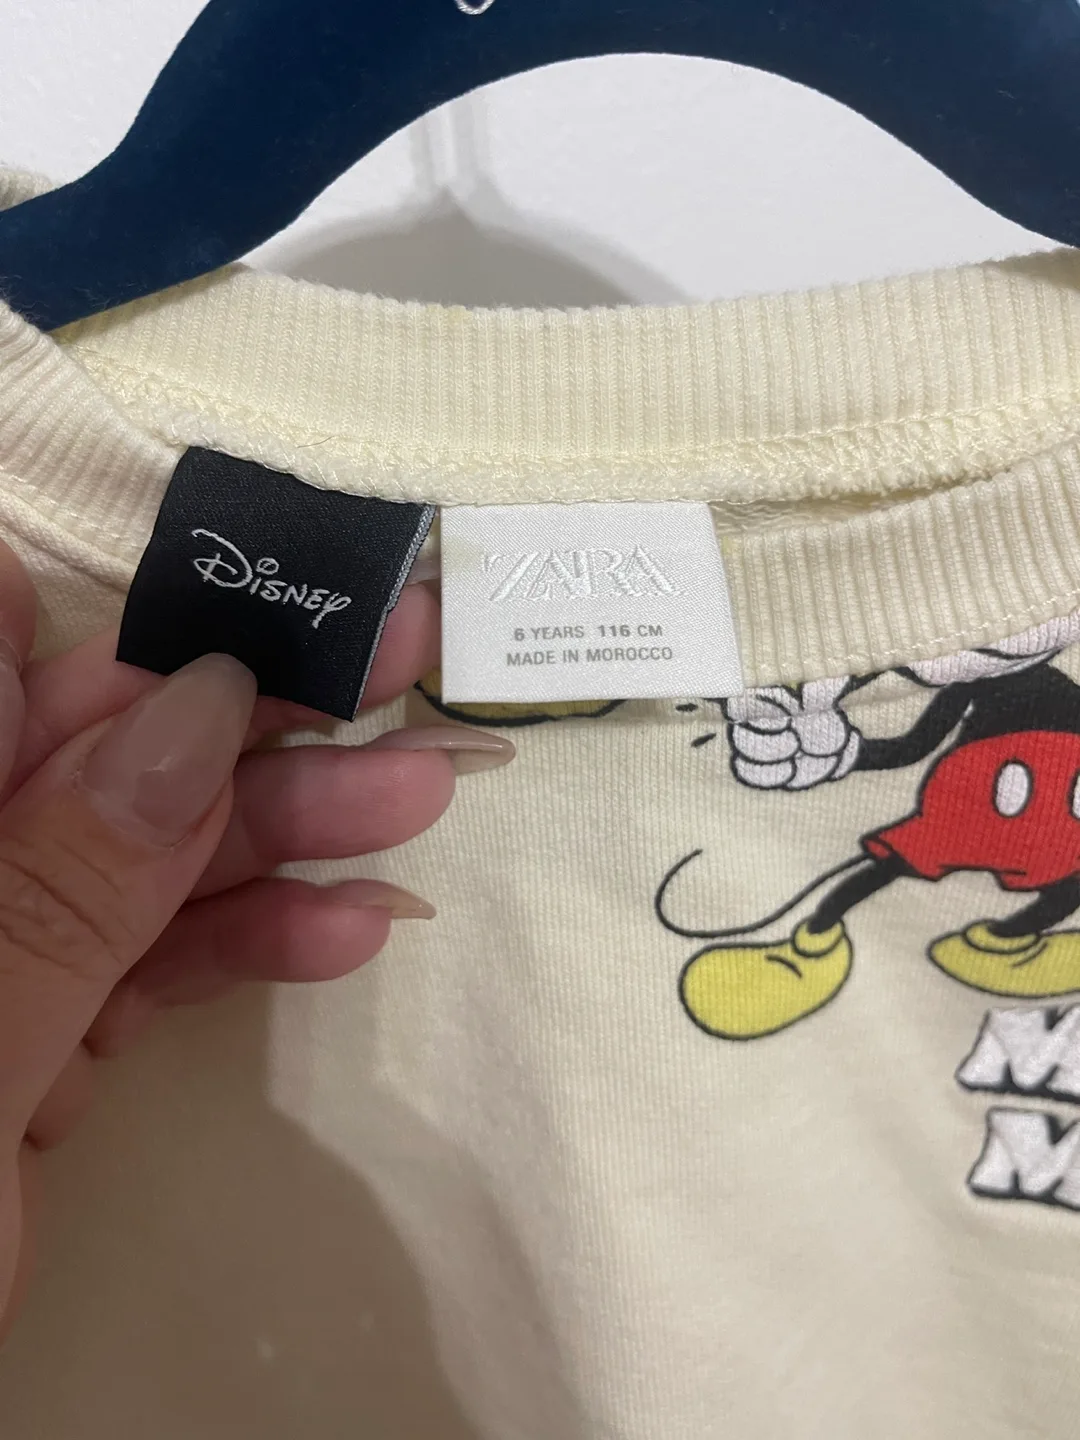 Disney
ZARA
6 YEARS 116 CM
MADE IN MOROCCO
M
M